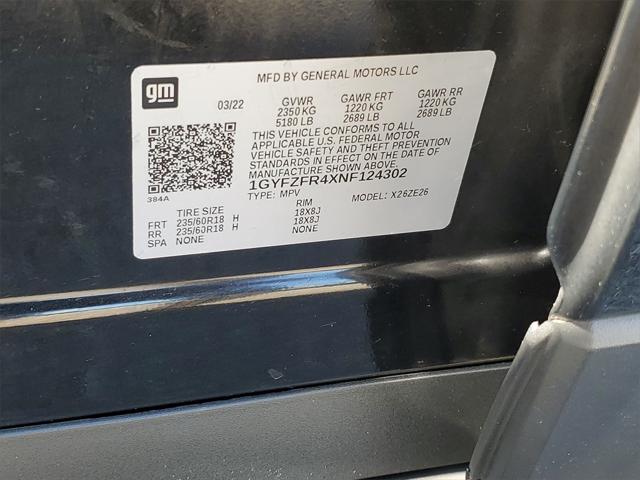 gm
MFD BY GENERAL MOTORS LLC
03/22 GVWR GAWR FRT GAWR RR
2350 KG 1220 KG 1220 KG
5180 LB 2689 LB 2689 LB
THIS VEHICLE CONFORMS TO ALL
APPLICABLE U.S. FEDERAL MOTOR
VEHICLE SAFETY AND THEFT PREVENTION
STANDARDS IN EFFECT ON THE DATE OF
MANUFACTURE SHOWN ABOVE.
1GYFZFR4XNF124302
384A TYPE: MPV MODEL: X26ZE26
TIRE SIZE RIM
FRT 235/60R18 H 18X8J
RR 235/60R18 H 18X8J
SPA NONE NONE